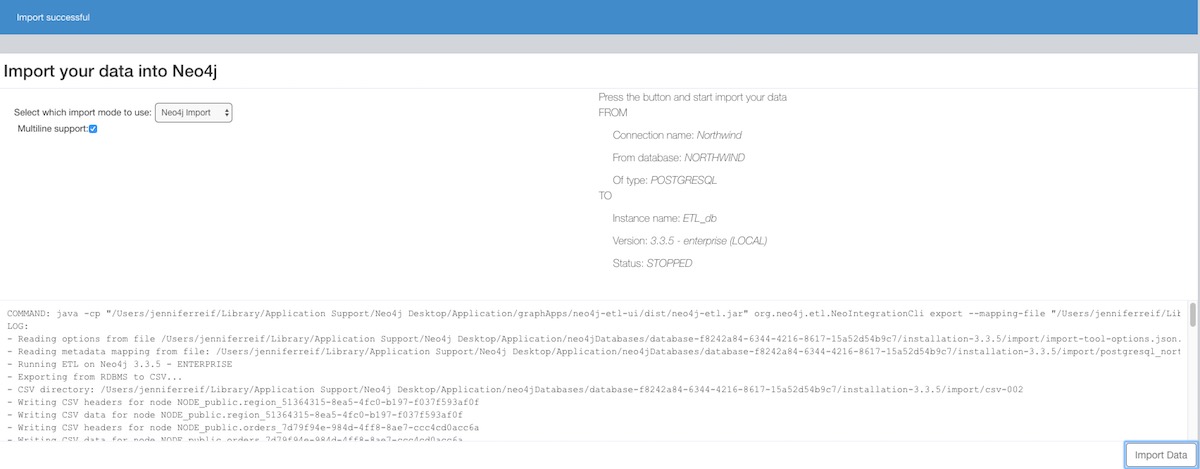 Import successful
Import your data into Neo4j
Select which import mode to use: Neo4j Import
Multiline support:
Press the button and start import your data
FROM
Connection name: Northwind
From database: NORTHWIND
Of type: POSTGRESQL
TO
Instance name: ETL_db
Version: 3.3.5 - enterprise (LOCAL)
Status: STOPPED
COMMAND: java -cp "/Users/jenniferreif/Library/Application Support/Neo4j Desktop/Application/graphApps/neo4j-etl-ui/dist/neo4j-etl.jar" org.neo4j.etl.NeoIntegrationCli export --mapping-file "/Users/jenniferreif/Lib
LOG:
- Reading options from file /Users/jenniferreif/Library/Application Support/Neo4j Desktop/Application/neo4jDatabases/database-f8242a84-6344-4216-8617-15a52d54b9c7/installation-3.3.5/import/import-tool-options.json.
- Reading metadata mapping from file: /Users/jenniferreif/Library/Application Support/Neo4j Desktop/Application/neo4jDatabases/database-f8242a84-6344-4216-8617-15a52d54b9c7/installation-3.3.5/import/postgresql_nort
- Running ETL on Neo4j 3.3.5 - ENTERPRISE
- Exporting from RDBMS to CSV...
- CSV directory: /Users/jenniferreif/Library/Application Support/Neo4j Desktop/Application/neo4jDatabases/database-f8242a84-6344-4216-8617-15a52d54b9c7/installation-3.3.5/import/csv-002
- Writing CSV headers for node NODE_public.region_51364315-8ea5-4fc0-b197-f037f593af0f
- Writing CSV data for node NODE_public.region_51364315-8ea5-4fc0-b197-f037f593af0f
- Writing CSV headers for node NODE_public.orders_7d79f94e-984d-4ff8-8ae7-ccc4cd0acc6a
- Writing CSV data for node NODE_public.orders_7d79f94e-984d-4ff8-8ae7-ccc4cd0acc6a
Import Data